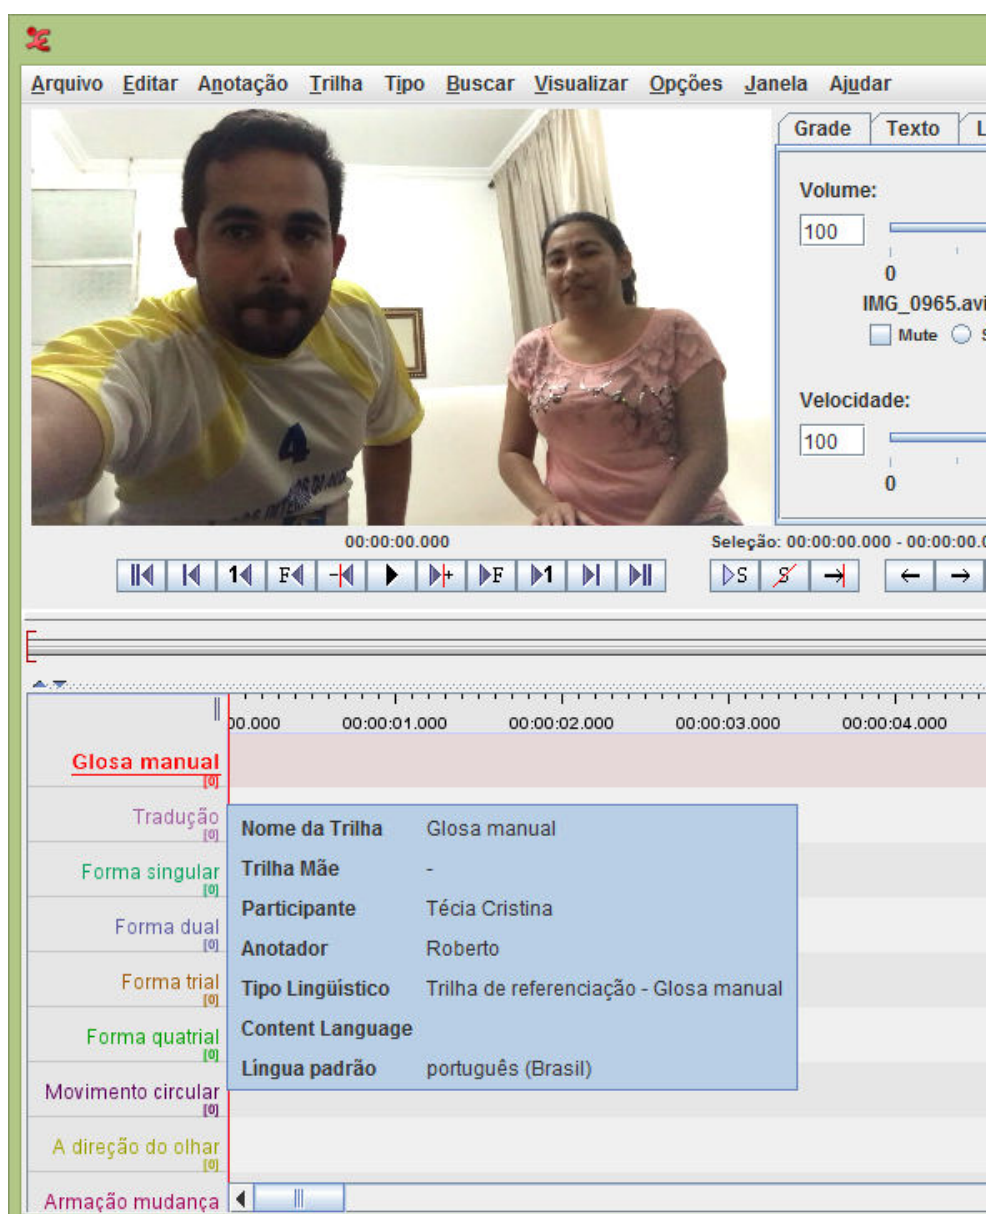 Arquivo Editar Anotação Trilha Tipo Buscar Visualizar Opções Janela Ajudar
Grade Texto L
Volume:
100
0
IMG_0965.avi
Mute S
Velocidade:
100
0
4
00:00:00.000
Seleção: 00:00:00.000 - 00:00:00.0
1 F - + F 1 S S
00.000 00:00:01.000 00:00:02.000 00:00:03.000 00:00:04.000
Glosa manual
[0]
Tradução
[0]
Forma singular
[0]
Forma dual
[0]
Forma trial
[0]
Forma quatrial
[0]
Movimento circular
[0]
A direção do olhar
[0]
Armação mudança
Nome da Trilha Glosa manual
Trilha Mãe -
Participante Técia Cristina
Anotador Roberto
Tipo Lingüístico Trilha de referenciação - Glosa manual
Content Language
Língua padrão português (Brasil)